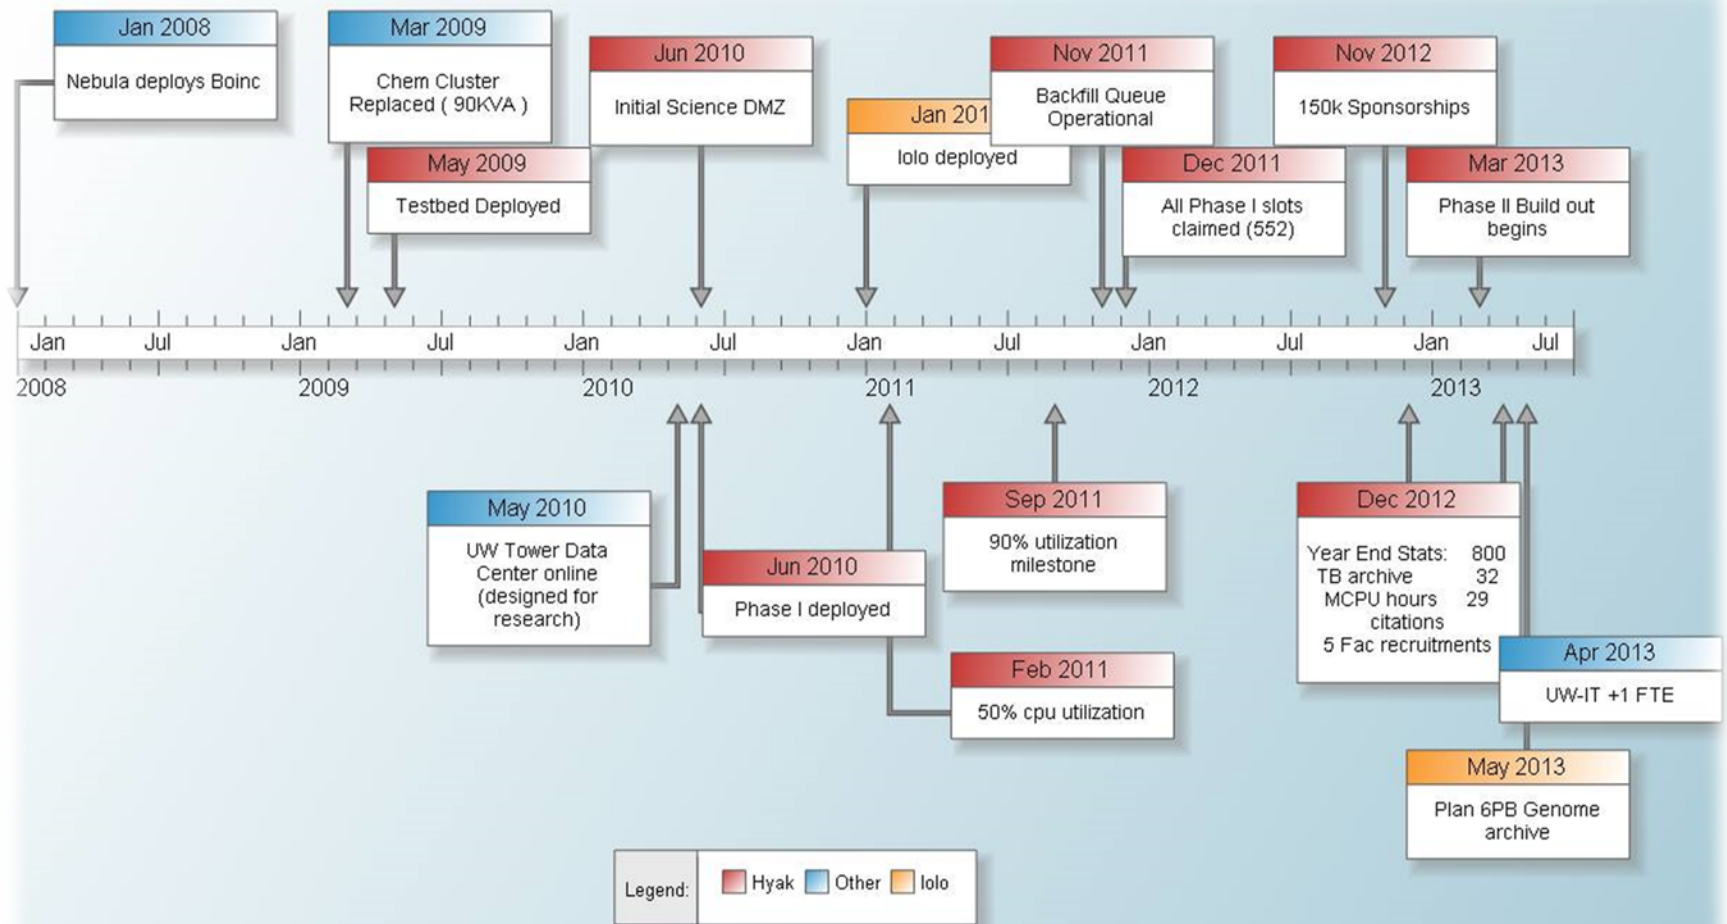 Jan 2008
Nebula deploys Boinc
Mar 2009
Chem Cluster
Replaced ( 90KVA )
May 2009
Testbed Deployed
Jun 2010
Initial Science DMZ
Jan 201
lolo deployed
Nov 2011
Backfill Queue
Operational
Dec 2011
All Phase I slots
claimed (552)
Nov 2012
150k Sponsorships
Mar 2013
Phase II Build out
begins
Jan Jul Jan Jul Jan Jul Jan Jul Jan Jul Jan Jul
2008 2009 2010 2011 2012 2013
May 2010
UW Tower Data
Center online
(designed for
research)
Jun 2010
Phase I deployed
Feb 2011
50% cpu utilization
Sep 2011
90% utilization
milestone
Dec 2012
Year End Stats: 800
TB archive 32
MCPU hours 29
citations
5 Fac recruitments
Apr 2013
UW-IT +1 FTE
May 2013
Plan 6PB Genome
archive
Legend: Hyak Other lolo